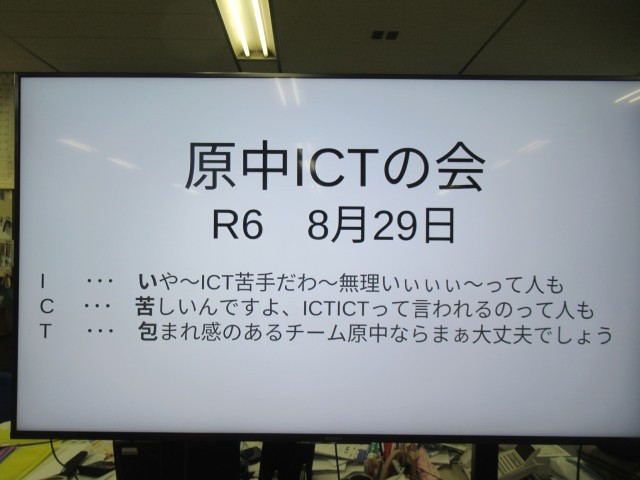 原中ICTの会
R6　8月29日
I ･･･ いや～ICT苦手だわ～無理いぃぃぃ～って人も
C ･･･ 苦しいんですよ、ICTICTって言われるのって人も
T ･･･ 包まれ感のあるチーム原中ならまぁ大丈夫でしょう